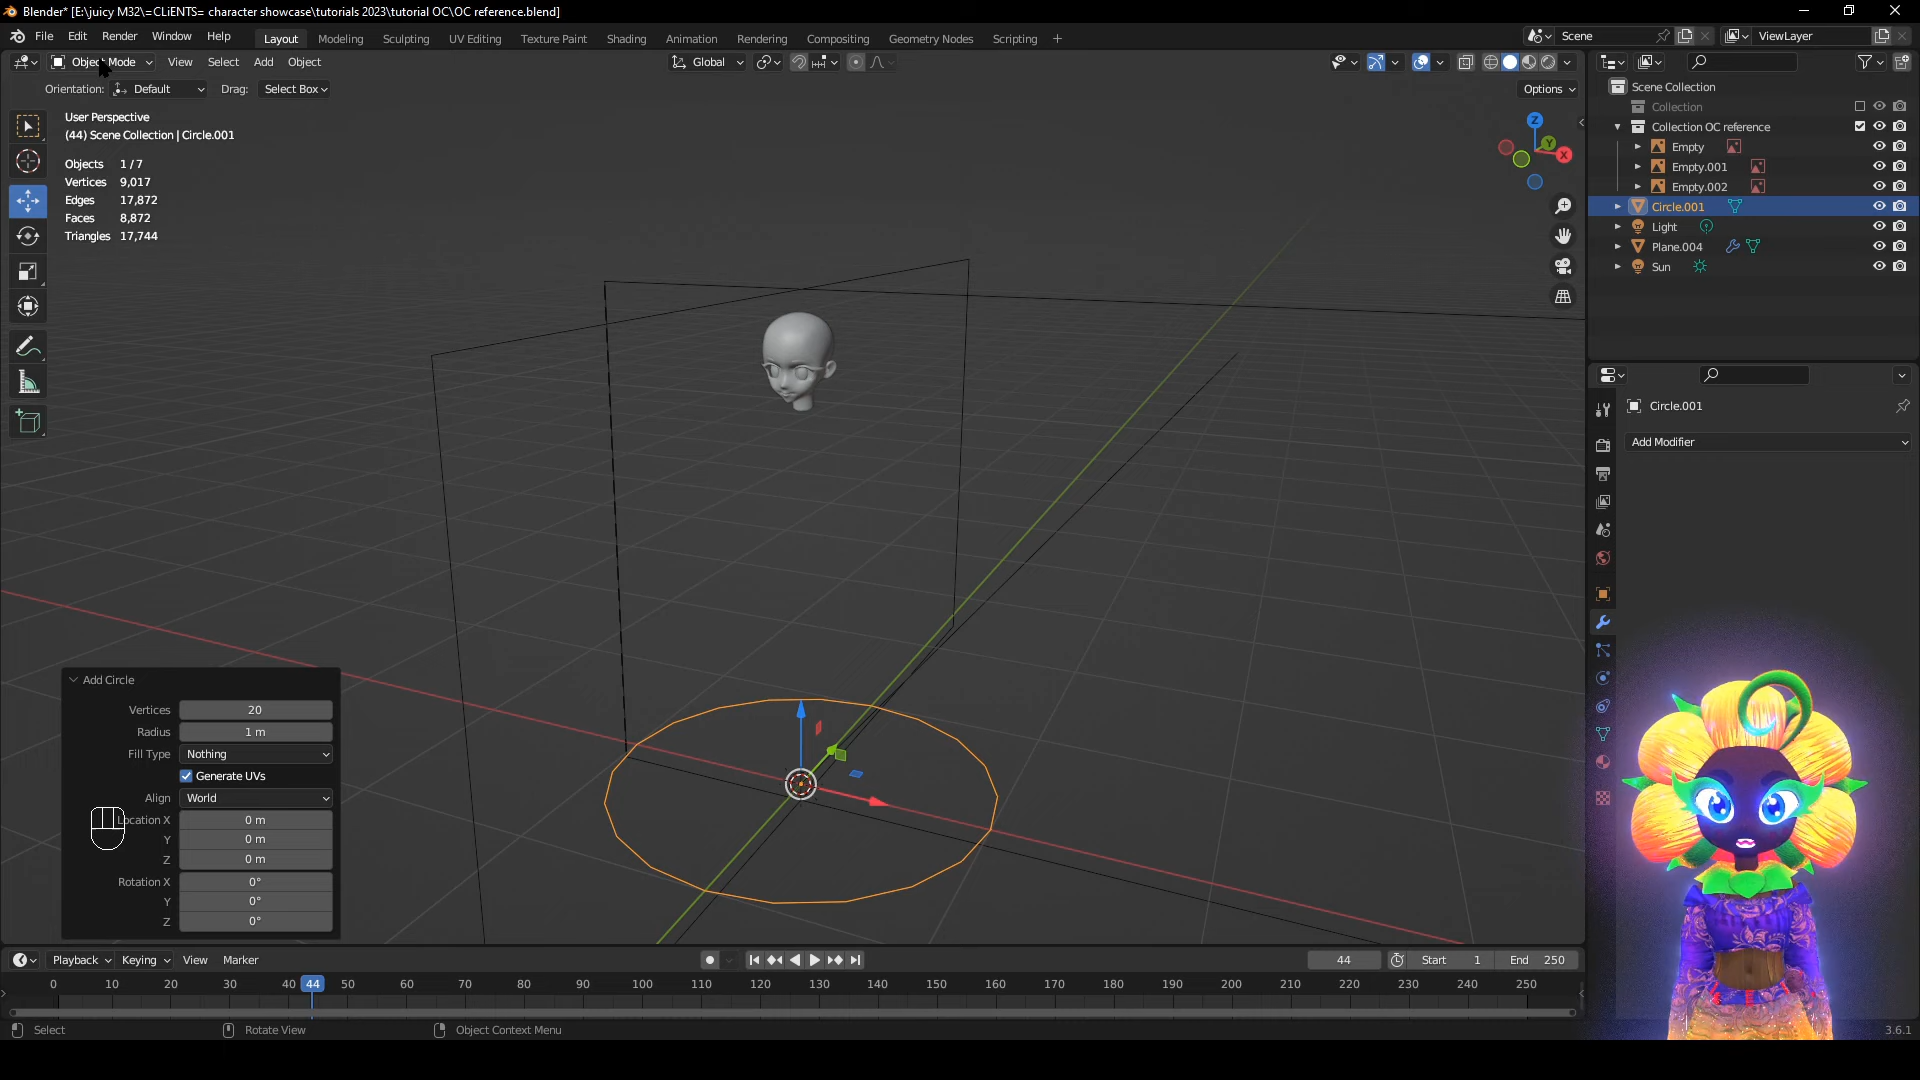 Blender* [E:\juicy M32\=CLiENTS= character showcase\tutorials 2023\tutorial OC\OC reference.blend]
File Edit Render Window Help Layout Modeling Sculpting UV Editing Texture Paint Shading Animation Rendering Compositing Geometry Nodes Scripting + Scene ViewLayer
Object Mode View Select Add Object Global
Orientation: Default Drag: Select Box Options
User Perspective
(44) Scene Collection | Circle.001
Objects 1/7
Vertices 9,017
Edges 17,872
Faces 8,872
Triangles 17,744
Z
Y
X
Scene Collection
Collection
Collection OC reference
Empty
Empty.001
Empty.002
Circle.001
Light
Plane.004
Sun
Circle.001
Add Modifier
Add Circle
Vertices 20
Radius 1 m
Fill Type Nothing
Generate UVs
Align World
Location X 0 m
Y 0 m
Z 0 m
Rotation X 0°
Y 0°
Z 0°
Playback Keying View Marker 44 Start 1 End 250
0 10 20 30 40 44 50 60 70 80 90 100 110 120 130 140 150 160 170 180 190 200 210 220 230 240 250
Select Rotate View Object Context Menu 3.6.1